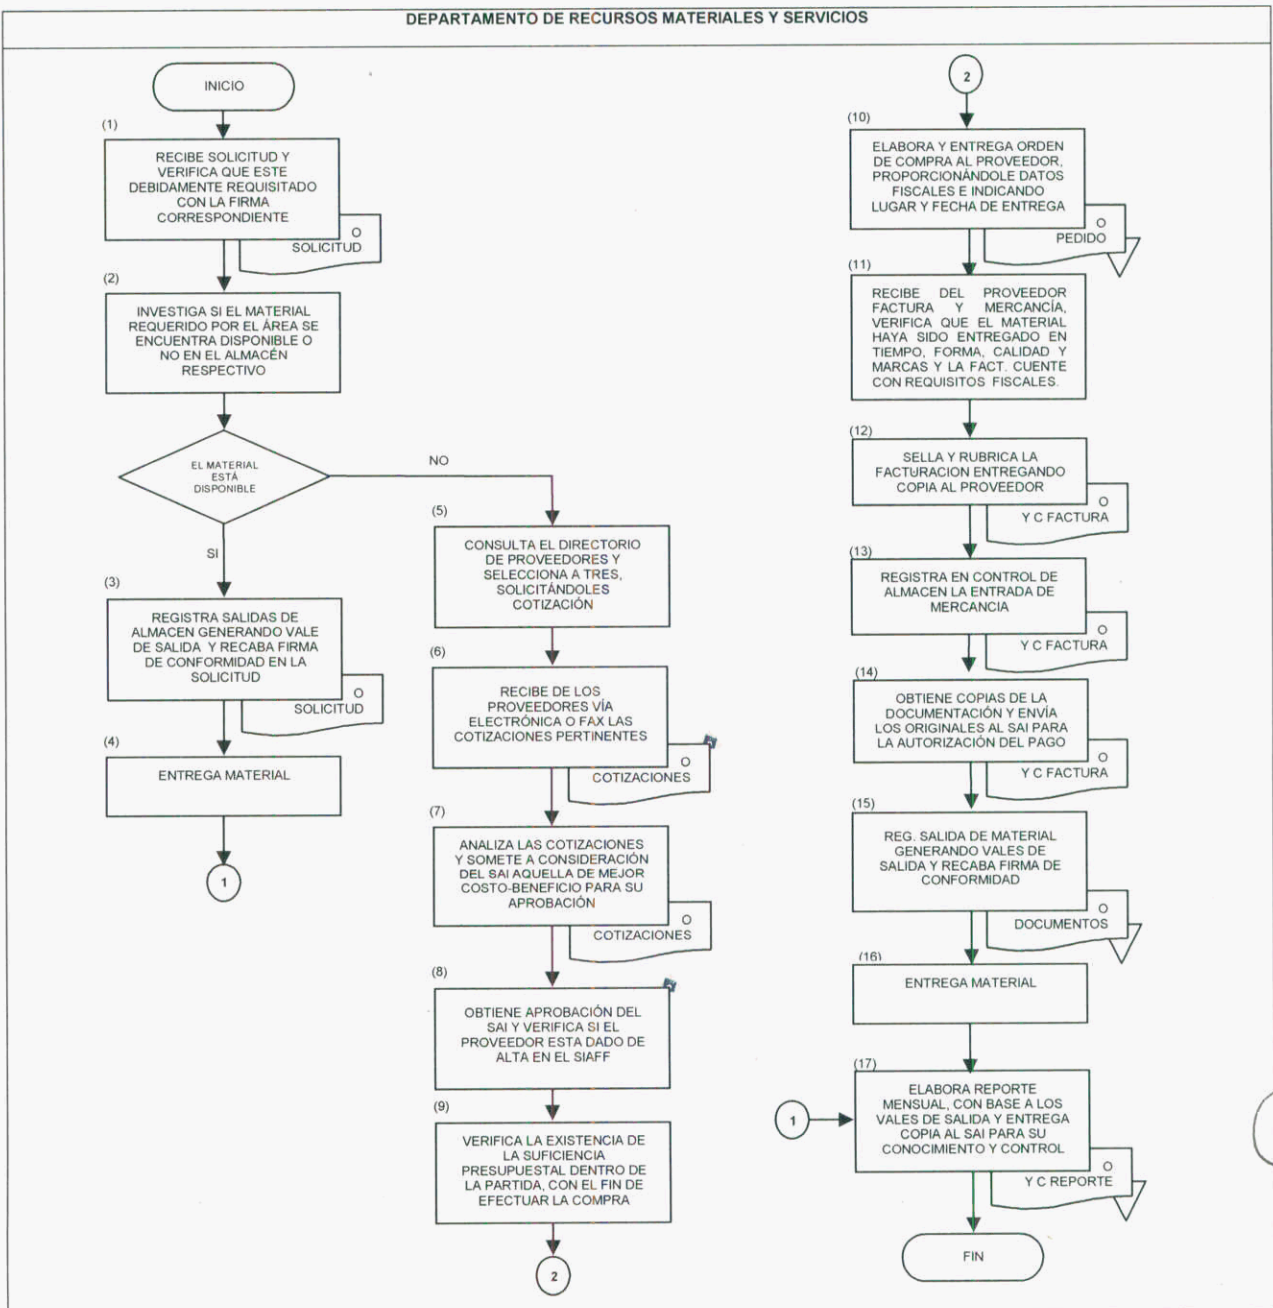 DEPARTAMENTO DE RECURSOS MATERIALES Y SERVICIOS
INICIO
(1)
RECIBE SOLICITUD Y
VERIFICA QUE ESTE
DEBIDAMENTE REQUISITADO
CON LA FIRMA
CORRESPONDIENTE
O
SOLICITUD
(2)
INVESTIGA SI EL MATERIAL
REQUERIDO POR EL ÁREA SE
ENCUENTRA DISPONIBLE O
NO EN EL ALMACÉN
RESPECTIVO
EL MATERIAL
ESTÁ
DISPONIBLE
NO
SI
(3)
REGISTRA SALIDAS DE
ALMACEN GENERANDO VALE
DE SALIDA Y RECABA FIRMA
DE CONFORMIDAD EN LA
SOLICITUD
O
SOLICITUD
(4)
ENTREGA MATERIAL
1
(5)
CONSULTA EL DIRECTORIO
DE PROVEEDORES Y
SELECCIONA A TRES,
SOLICITÁNDOLES
COTIZACIÓN
(6)
RECIBE DE LOS
PROVEEDORES VÍA
ELECTRÓNICA O FAX LAS
COTIZACIONES PERTINENTES
O
COTIZACIONES
(7)
ANALIZA LAS COTIZACIONES
Y SOMETE A CONSIDERACIÓN
DEL SAI AQUELLA DE MEJOR
COSTO-BENEFICIO PARA SU
APROBACIÓN
O
COTIZACIONES
(8)
OBTIENE APROBACIÓN DEL
SAI Y VERIFICA SI EL
PROVEEDOR ESTA DADO DE
ALTA EN EL SIAFF
(9)
VERIFICA LA EXISTENCIA DE
LA SUFICIENCIA
PRESUPUESTAL DENTRO DE
LA PARTIDA, CON EL FIN DE
EFECTUAR LA COMPRA
2
2
(10)
ELABORA Y ENTREGA ORDEN
DE COMPRA AL PROVEEDOR,
PROPORCIONÁNDOLE DATOS
FISCALES E INDICANDO
LUGAR Y FECHA DE ENTREGA
O
PEDIDO
(11)
RECIBE DEL PROVEEDOR
FACTURA Y MERCANCÍA,
VERIFICA QUE EL MATERIAL
HAYA SIDO ENTREGADO EN
TIEMPO, FORMA, CALIDAD Y
MARCAS Y LA FACT. CUENTE
CON REQUISITOS FISCALES.
(12)
SELLA Y RUBRICA LA
FACTURACION ENTREGANDO
COPIA AL PROVEEDOR
O
Y C FACTURA
(13)
REGISTRA EN CONTROL DE
ALMACEN LA ENTRADA DE
MERCANCIA
O
Y C FACTURA
(14)
OBTIENE COPIAS DE LA
DOCUMENTACIÓN Y ENVÍA
LOS ORIGINALES AL SAI PARA
LA AUTORIZACIÓN DEL PAGO
O
Y C FACTURA
(15)
REG. SALIDA DE MATERIAL
GENERANDO VALES DE
SALIDA Y RECABA FIRMA DE
CONFORMIDAD
O
DOCUMENTOS
(16)
ENTREGA MATERIAL
(17)
ELABORA REPORTE
MENSUAL, CON BASE A LOS
VALES DE SALIDA Y ENTREGA
COPIA AL SAI PARA SU
CONOCIMIENTO Y CONTROL
1
O
Y C REPORTE
FIN